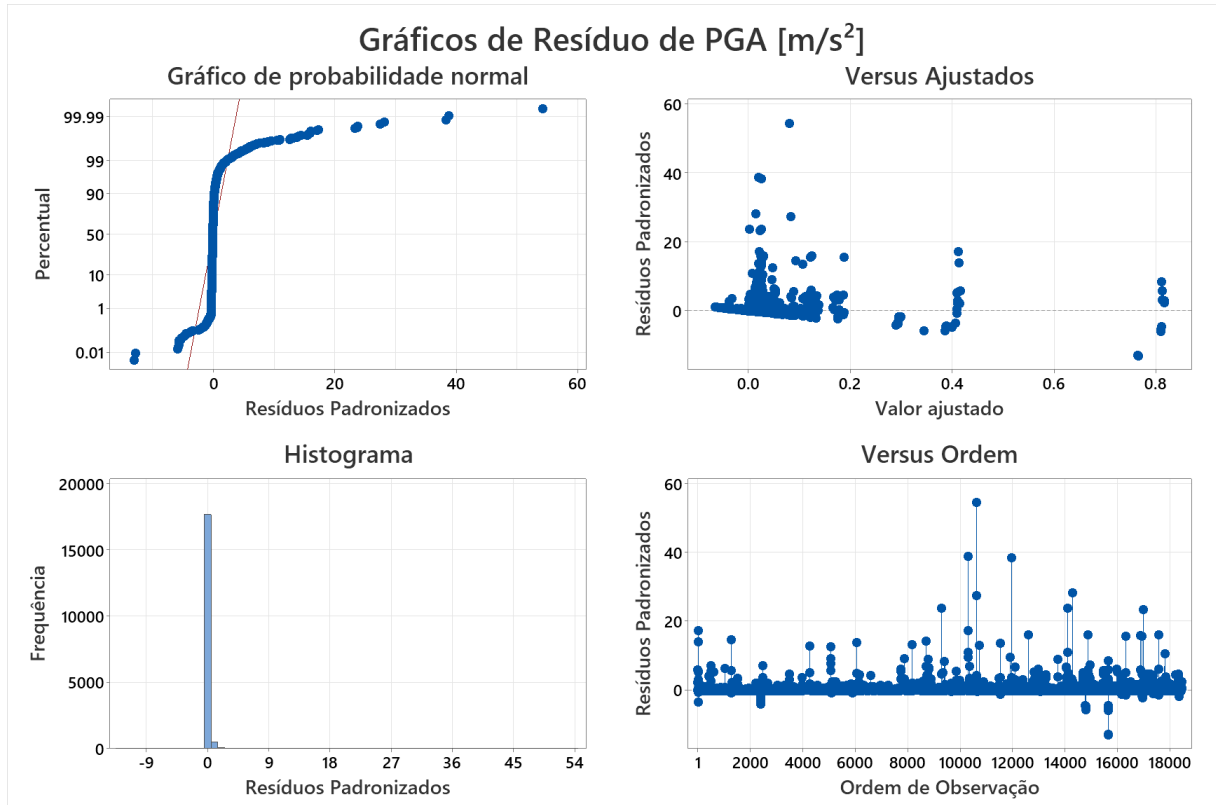 Gráficos de Resíduo de PGA [m/s²]
Gráfico de probabilidade normal
99.99
99
90
50
10
1
0.01
Percentual
0 20 40 60
Resíduos Padronizados
Versus Ajustados
60
40
20
0
Resíduos Padronizados
0.0 0.2 0.4 0.6 0.8
Valor ajustado
Histograma
20000
15000
10000
5000
0
Frequência
-9 0 9 18 27 36 45 54
Resíduos Padronizados
Versus Ordem
60
40
20
0
Resíduos Padronizados
1 2000 4000 6000 8000 10000 12000 14000 16000 18000
Ordem de Observação